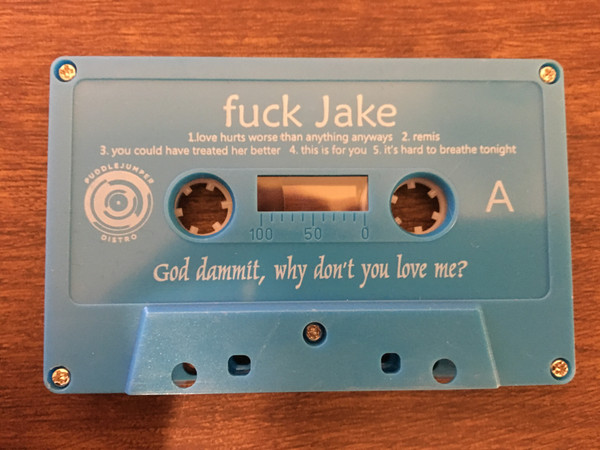 fuck Jake
1.love hurts worse than anything anyways 2. remis
3. you could have treated her better 4. this is for you 5. it's hard to breathe tonight
PUDDLEJUMPER
DISTRO
A
100 50 0
God dammit, why don't you love me?